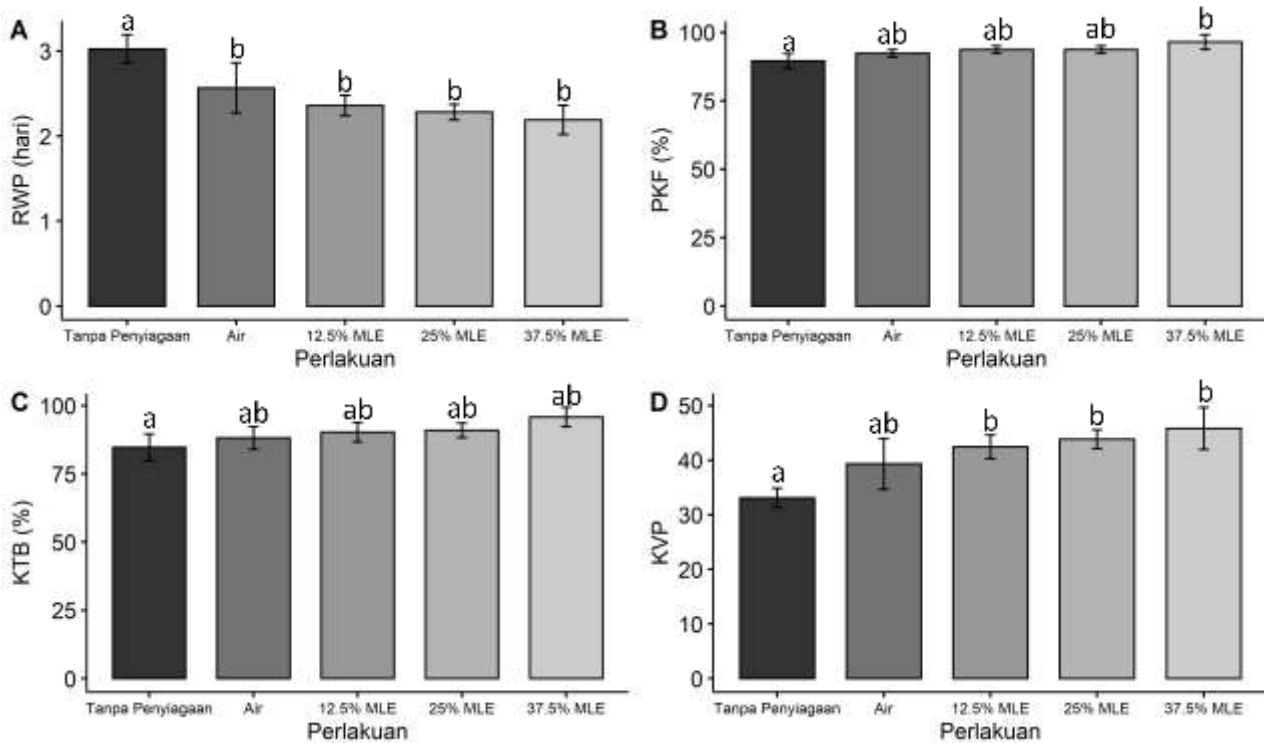 A
RWP (hari)
3
2
1
0
a
b
b
b
b
Tanpa Penyiagaan Air 12.5% MLE 25% MLE 37.5% MLE
Perlakuan
B
PKF (%)
100
75
50
25
0
a
ab
ab
ab
b
Tanpa Penyiagaan Air 12.5% MLE 25% MLE 37.5% MLE
Perlakuan
C
KTB (%)
100
75
50
25
0
a
ab
ab
ab
ab
Tanpa Penyiagaan Air 12.5% MLE 25% MLE 37.5% MLE
Perlakuan
D
KVP
50
40
30
20
10
0
a
ab
b
b
b
Tanpa Penyiagaan Air 12.5% MLE 25% MLE 37.5% MLE
Perlakuan